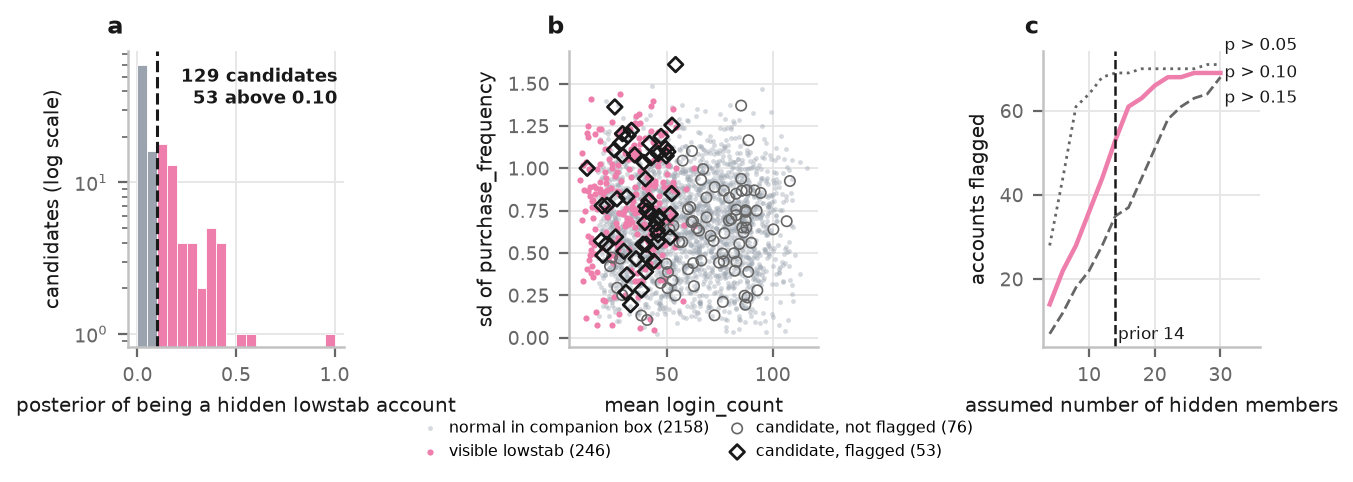 a
candidates (log scale)
10¹
10⁰
129 candidates
53 above 0.10
0.0
0.5
1.0
posterior of being a hidden lowstab account
b
sd of purchase_frequency
1.50
1.25
1.00
0.75
0.50
0.25
0.00
50
100
mean login_count
c
accounts flagged
60
40
20
p > 0.05
p > 0.10
p > 0.15
prior 14
10
20
30
assumed number of hidden members
normal in companion box (2158)
visible lowstab (246)
candidate, not flagged (76)
candidate, flagged (53)